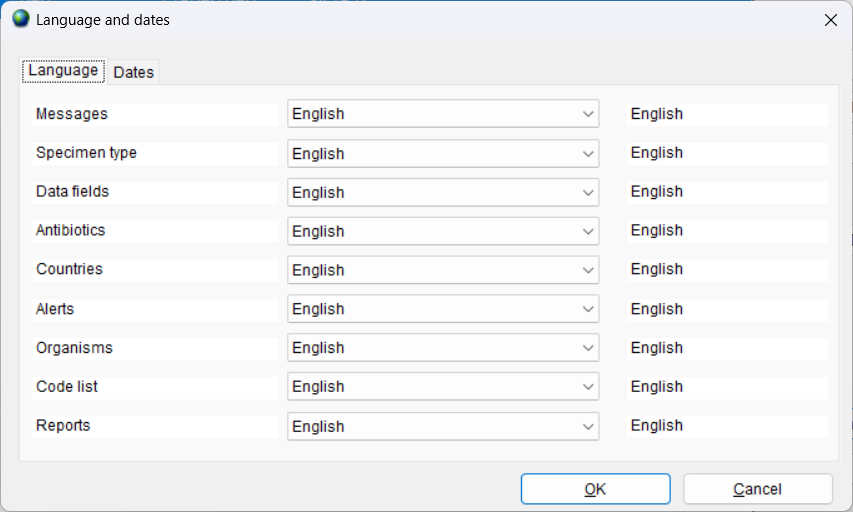 Language and dates
Language Dates
Messages English English
Specimen type English English
Data fields English English
Antibiotics English English
Countries English English
Alerts English English
Organisms English English
Code list English English
Reports English English
OK Cancel